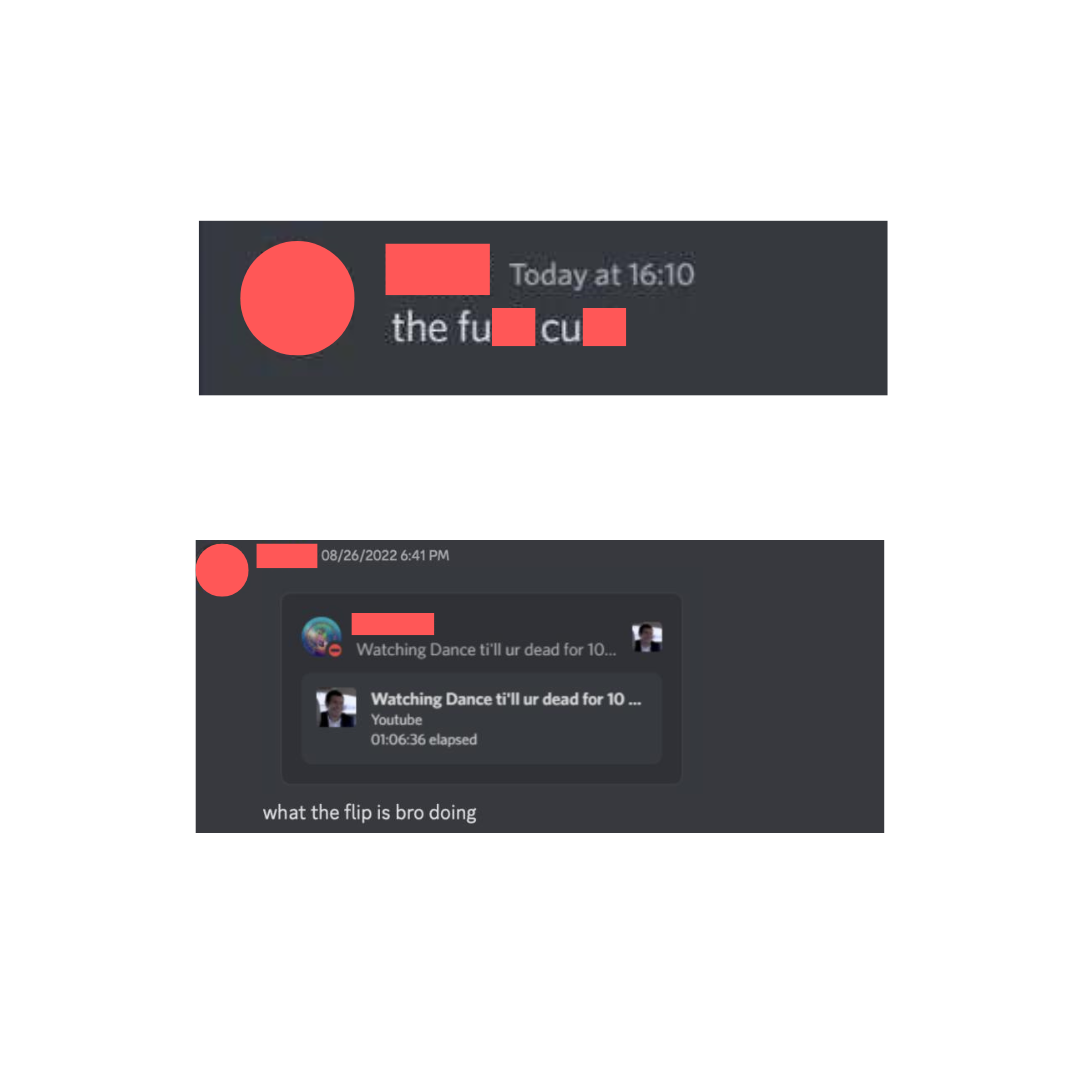 Today at 16:10
the fu cu
08/26/2022 6:41 PM
Watching Dance ti'll ur dead for 10...
Watching Dance ti'll ur dead for 10 ...
Youtube
01:06:36 elapsed
what the flip is bro doing